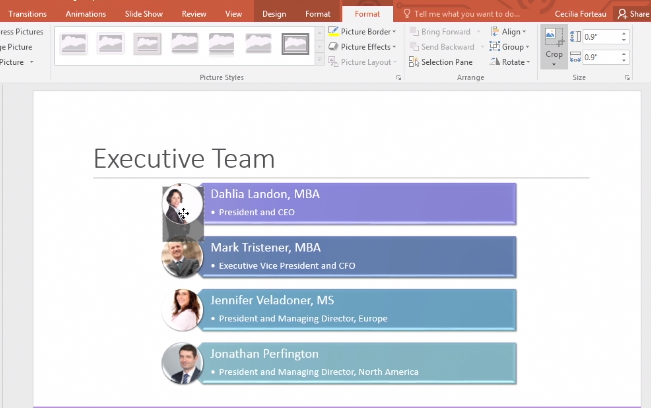 Transitions Animations Slide Show Review View Design Format Format Tell me what you want to do... Cecilia Forteau Share
ress Pictures Picture Border Bring Forward Align 0.9"
ge Picture Picture Effects Send Backward Group Crop 0.9"
Picture Picture Layout Selection Pane Rotate
Picture Styles Arrange Size
Executive Team
Dahlia Landon, MBA
• President and CEO
Mark Tristener, MBA
• Executive Vice President and CFO
Jennifer Veladoner, MS
• President and Managing Director, Europe
Jonathan Perfington
• President and Managing Director, North America